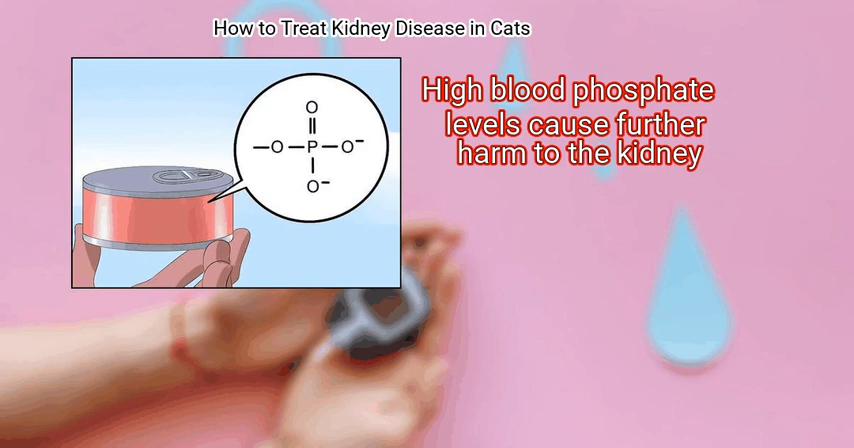 How to Treat Kidney Disease in Cats
High blood phosphate
levels cause further
harm to the kidney
O
–O–P–O⁻
O⁻